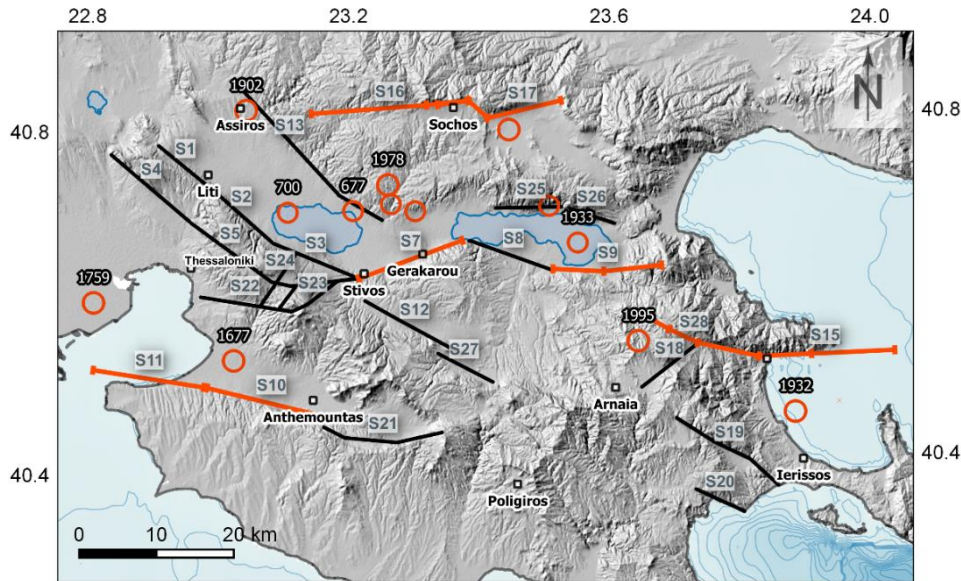 22.8 23.2 23.6 24.0
40.8
40.8
40.4
40.4
N
1902
Assiros
S13
S16
Sochos
S17
S1
S4
Liti
S2
1978
700
677
S25
S26
1933
S5
S3
S7
S8
S9
Thessaloniki
S24
Gerakarou
S23
Stivos
S22
1759
S12
1995
S28
S15
S18
S27
1677
S11
S10
1932
Anthemountas
Arnaia
S21
S19
Ierissos
S20
Poligiros
0 10 20 km